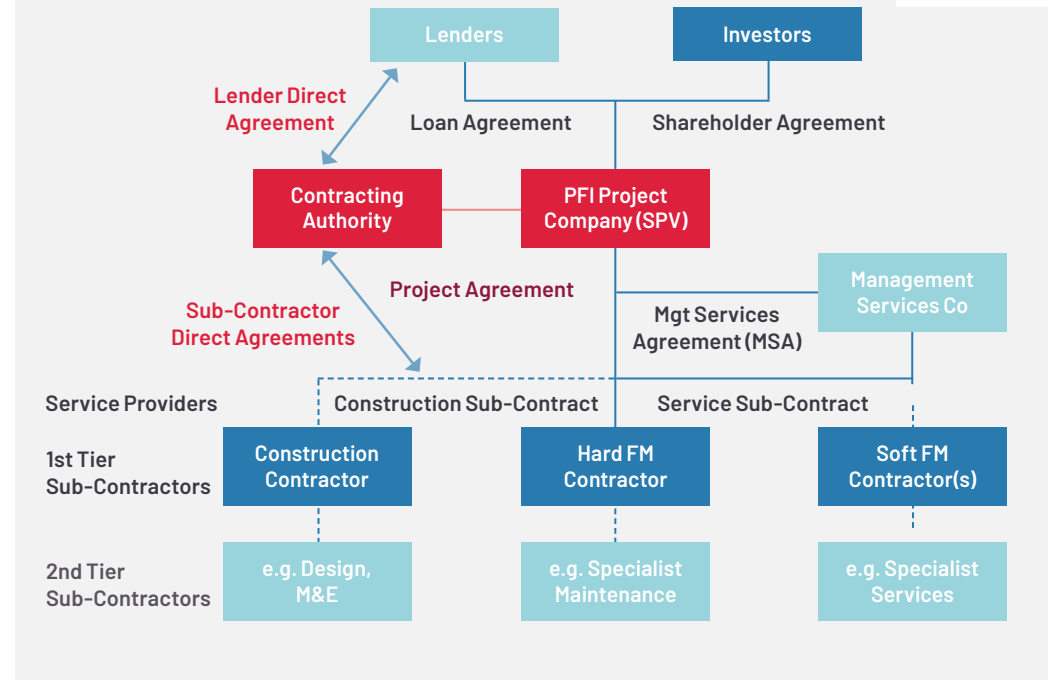 Lenders
Investors
Lender Direct
Agreement
Loan Agreement
Shareholder Agreement
Contracting
Authority
PFI Project
Company (SPV)
Project Agreement
Management
Services Co
Sub-Contractor
Direct Agreements
Mgt Services
Agreement (MSA)
Service Providers
Construction Sub-Contract
Service Sub-Contract
1st Tier
Sub-Contractors
Construction
Contractor
Hard FM
Contractor
Soft FM
Contractor(s)
2nd Tier
Sub-Contractors
e.g. Design,
M&E
e.g. Specialist
Maintenance
e.g. Specialist
Services